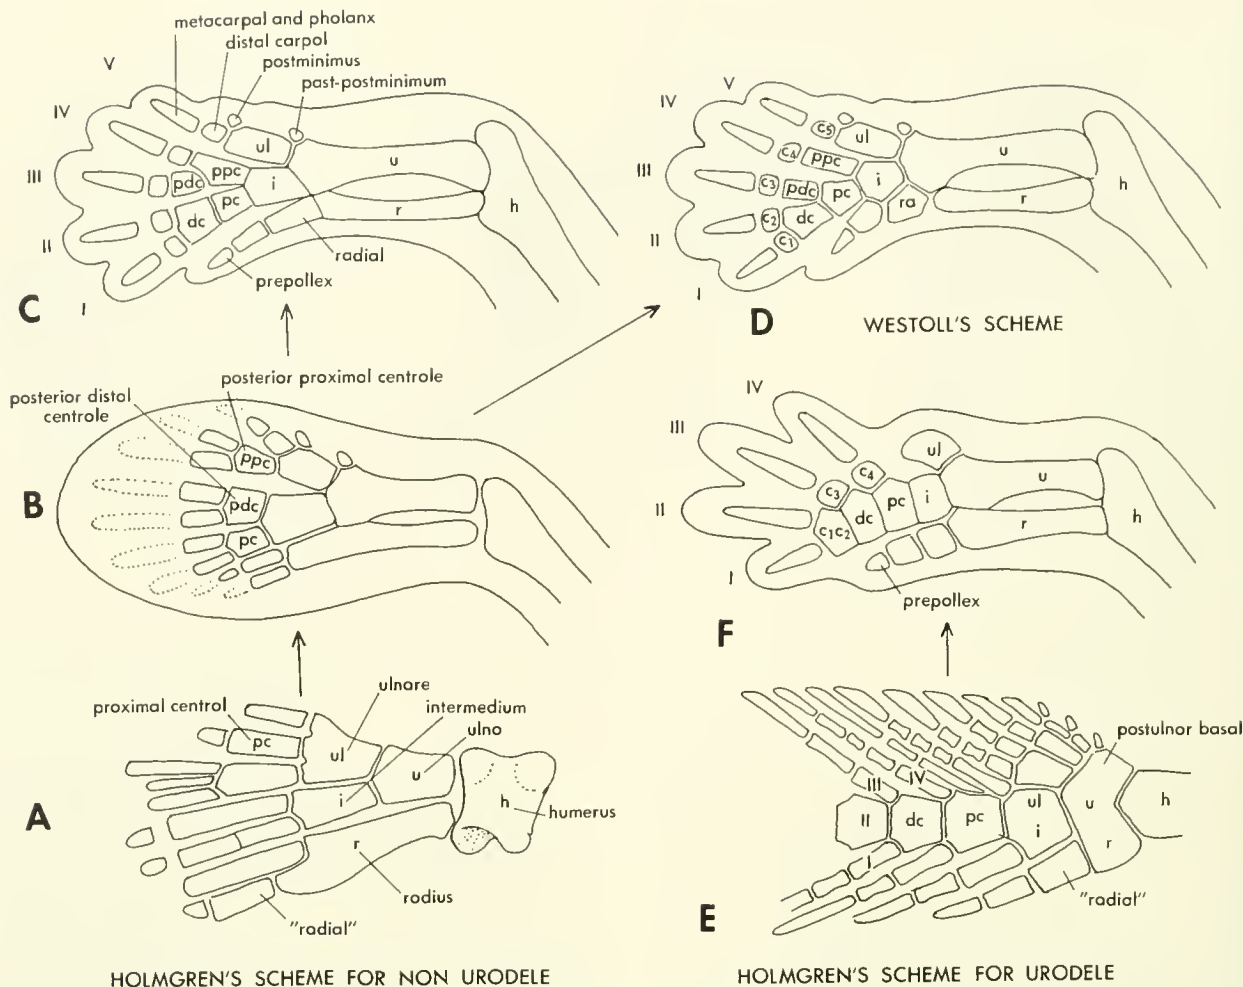 metacarpal and pholanx
distal carpol
postminimus
past-postminimum
V
IV
III
II
I
ul
ppc
i
pdc
pc
dc
u
r
h
radial
prepollex
C
V
IV
III
II
I
c5
ul
c4
ppc
c3
pdc
pc
i
c2
dc
ra
c1
u
r
h
D
WESTOLL'S SCHEME
posterior proximal centrole
posterior distal
centrole
ppc
pdc
pc
B
IV
III
II
I
ul
c4
c3
pc
i
dc
c1c2
u
r
h
prepollex
F
proximal control
ulnare
intermedium
ulno
pc
ul
u
i
h
humerus
r
rodius
"radial"
A
postulnor basal
III
IV
II
dc
pc
ul
i
u
r
h
I
"radial"
E
HOLMGREN'S SCHEME FOR NON URODELE
HOLMGREN'S SCHEME FOR URODELE